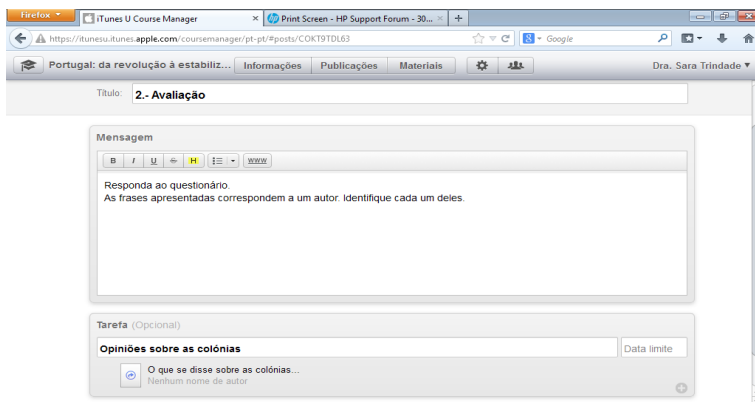 Firefox
iTunes U Course Manager
Print Screen - HP Support Forum - 30...
https://itunesu.itunes.apple.com/coursemanager/pt-pt/#posts/COKT9TDL63
Google
Portugal: da revolução à estabiliz...
Informações
Publicações
Materiais
Dra. Sara Trindade
Título:
2.- Avaliação
Mensagem
B I U S H WWW
Responda ao questionário.
As frases apresentadas correspondem a um autor. Identifique cada um deles.
Tarefa (Opcional)
Opiniões sobre as colónias
Data limite
O que se disse sobre as colónias...
Nenhum nome de autor